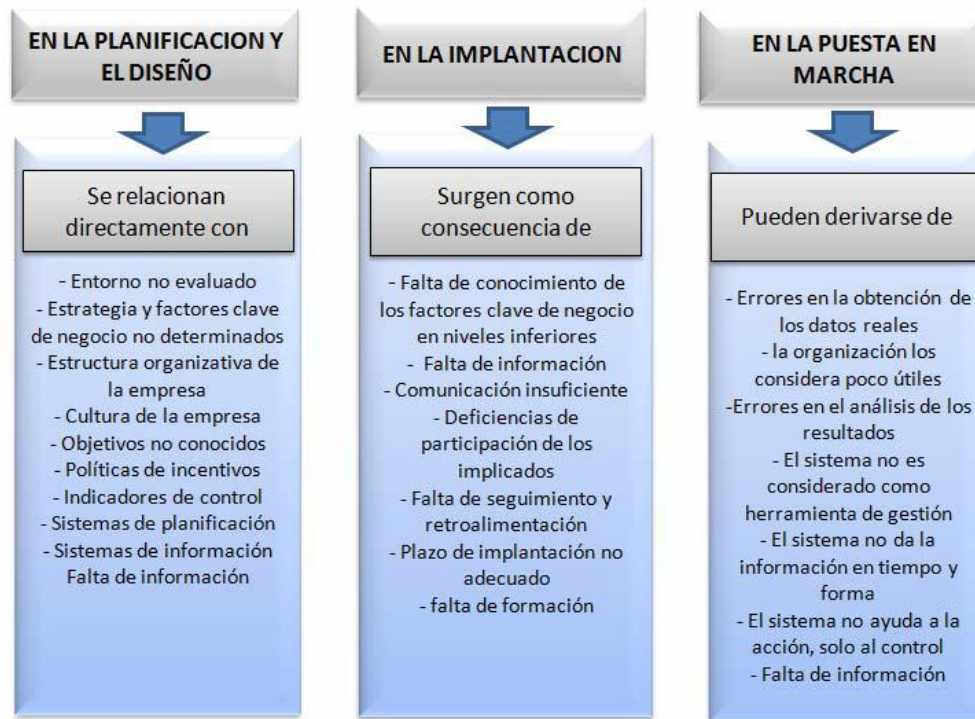 EN LA PLANIFICACION Y
EL DISEÑO
Se relacionan
directamente con
- Entorno no evaluado
- Estrategia y factores clave
de negocio no determinados
- Estructura organizativa de
la empresa
- Cultura de la empresa
- Objetivos no conocidos
- Políticas de incentivos
- Indicadores de control
- Sistemas de planificación
- Sistemas de información
Falta de información
EN LA IMPLANTACION
Surgen como
consecuencia de
- Falta de conocimiento de
los factores clave de negocio
en niveles inferiores
- Falta de información
- Comunicación insuficiente
- Deficiencias de
participación de los
implicados
- Falta de seguimiento y
retroalimentación
- Plazo de implantación no
adecuado
- falta de formación
EN LA PUESTA EN
MARCHA
Pueden derivarse de
- Errores en la obtención de
los datos reales
- la organización los
considera poco útiles
-Errores en el análisis de los
resultados
- El sistema no es
considerado como
herramienta de gestión
- El sistema no da la
información en tiempo y
forma
- El sistema no ayuda a la
acción, solo al control
- Falta de información